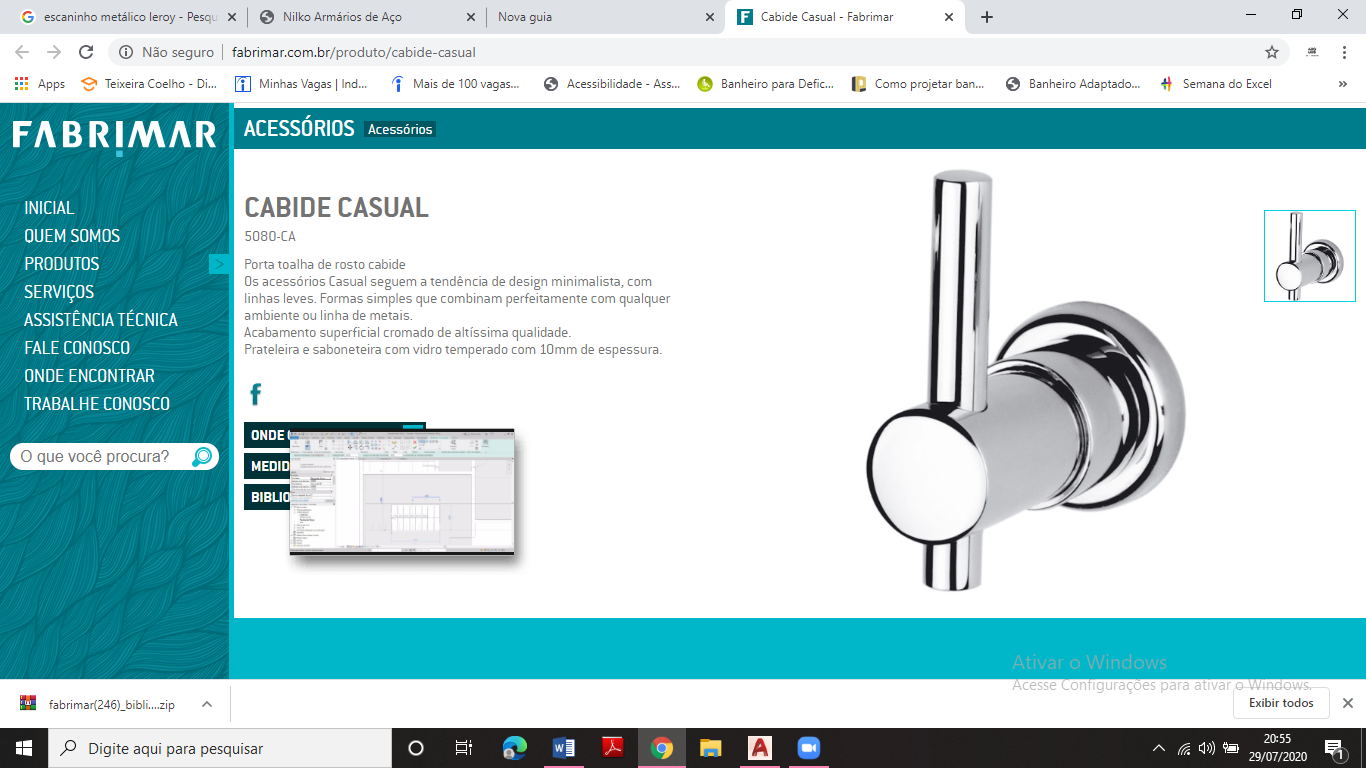 escaninho metálico leroy - Pesqu
Nilko Armários de Aço
Nova guia
Cabide Casual - Fabrimar
Não seguro
fabrimar.com.br/produto/cabide-casual
Apps
Teixeira Coelho - Di...
Minhas Vagas | Ind...
Mais de 100 vagas...
Acessibilidade - Ass...
Banheiro para Defic...
Como projetar ban...
Banheiro Adaptado...
Semana do Excel
»
FABRIMAR
ACESSÓRIOS Acessórios
INICIAL
QUEM SOMOS
PRODUTOS >
SERVIÇOS
ASSISTÊNCIA TÉCNICA
FALE CONOSCO
ONDE ENCONTRAR
TRABALHE CONOSCO
O que você procura?
CABIDE CASUAL
5080-CA
Porta toalha de rosto cabide
Os acessórios Casual seguem a tendência de design minimalista, com
linhas leves. Formas simples que combinam perfeitamente com qualquer
ambiente ou linha de metais.
Acabamento superficial cromado de altíssima qualidade.
Prateleira e saboneteira com vidro temperado com 10mm de espessura.
f
ONDE
MEDID
BIBLIO
Ativar o Windows
Acesse Configurações para ativar o Windows.
fabrimar(246)_bibli....zip
Exibir todos
Digite aqui para pesquisar
20:55
29/07/2020
1